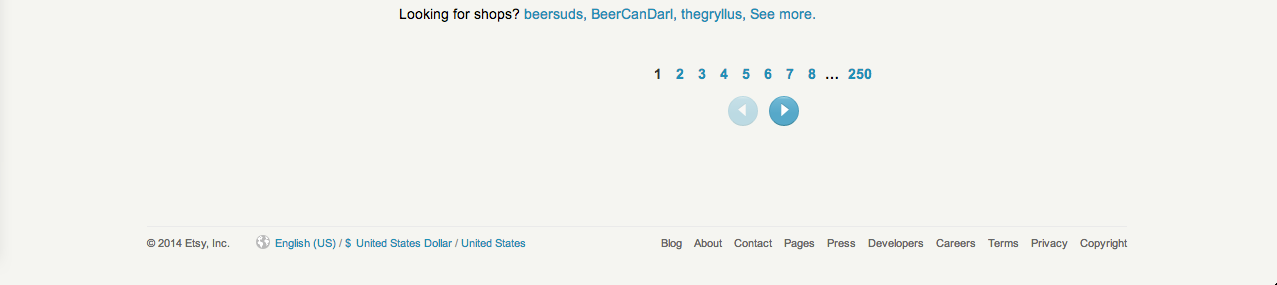 Looking for shops? beersuds, BeerCanDarl, thegryllus, See more.
1 2 3 4 5 6 7 8 ... 250
© 2014 Etsy, Inc. English (US) / $ United States Dollar / United States Blog About Contact Pages Press Developers Careers Terms Privacy Copyright